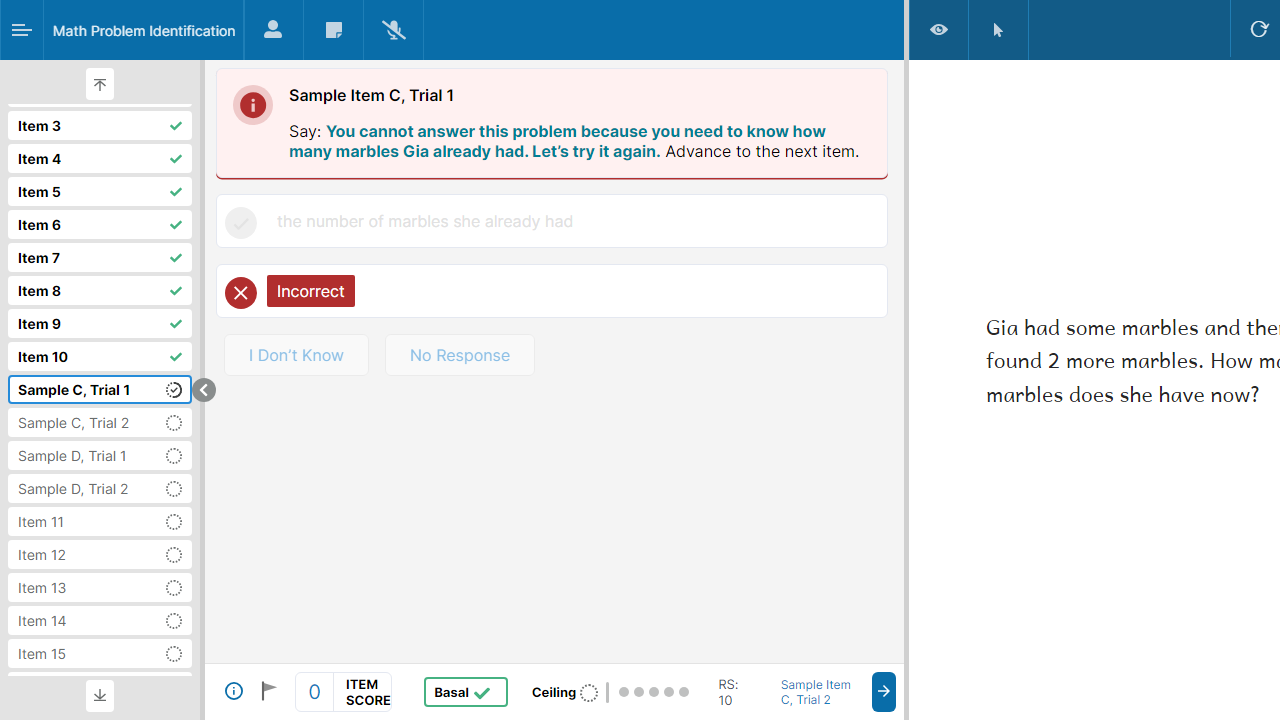 Math Problem Identification
Item 3
Item 4
Item 5
Item 6
Item 7
Item 8
Item 9
Item 10
Sample C, Trial 1
Sample C, Trial 2
Sample D, Trial 1
Sample D, Trial 2
Item 11
Item 12
Item 13
Item 14
Item 15
Sample Item C, Trial 1
Say: You cannot answer this problem because you need to know how
many marbles Gia already had. Let’s try it again. Advance to the next item.
the number of marbles she already had
Incorrect
I Don’t Know
No Response
0
ITEM
SCORE
Basal
Ceiling
RS:
10
Sample Item
C, Trial 2
Gia had some marbles and
found 2 more marbles. How
marbles does she have now?